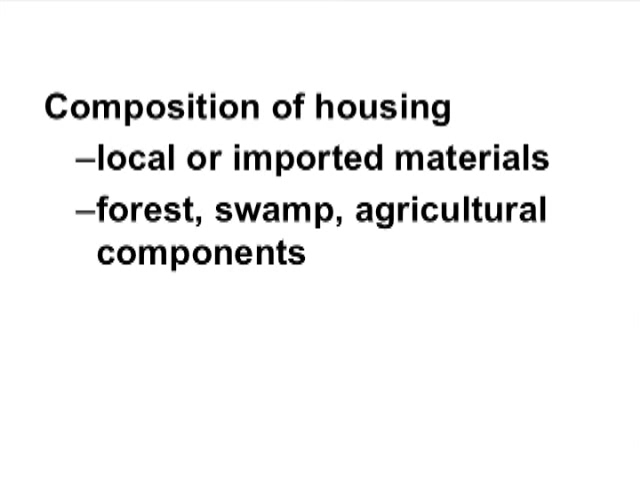 Composition of housing
–local or imported materials
–forest, swamp, agricultural
components